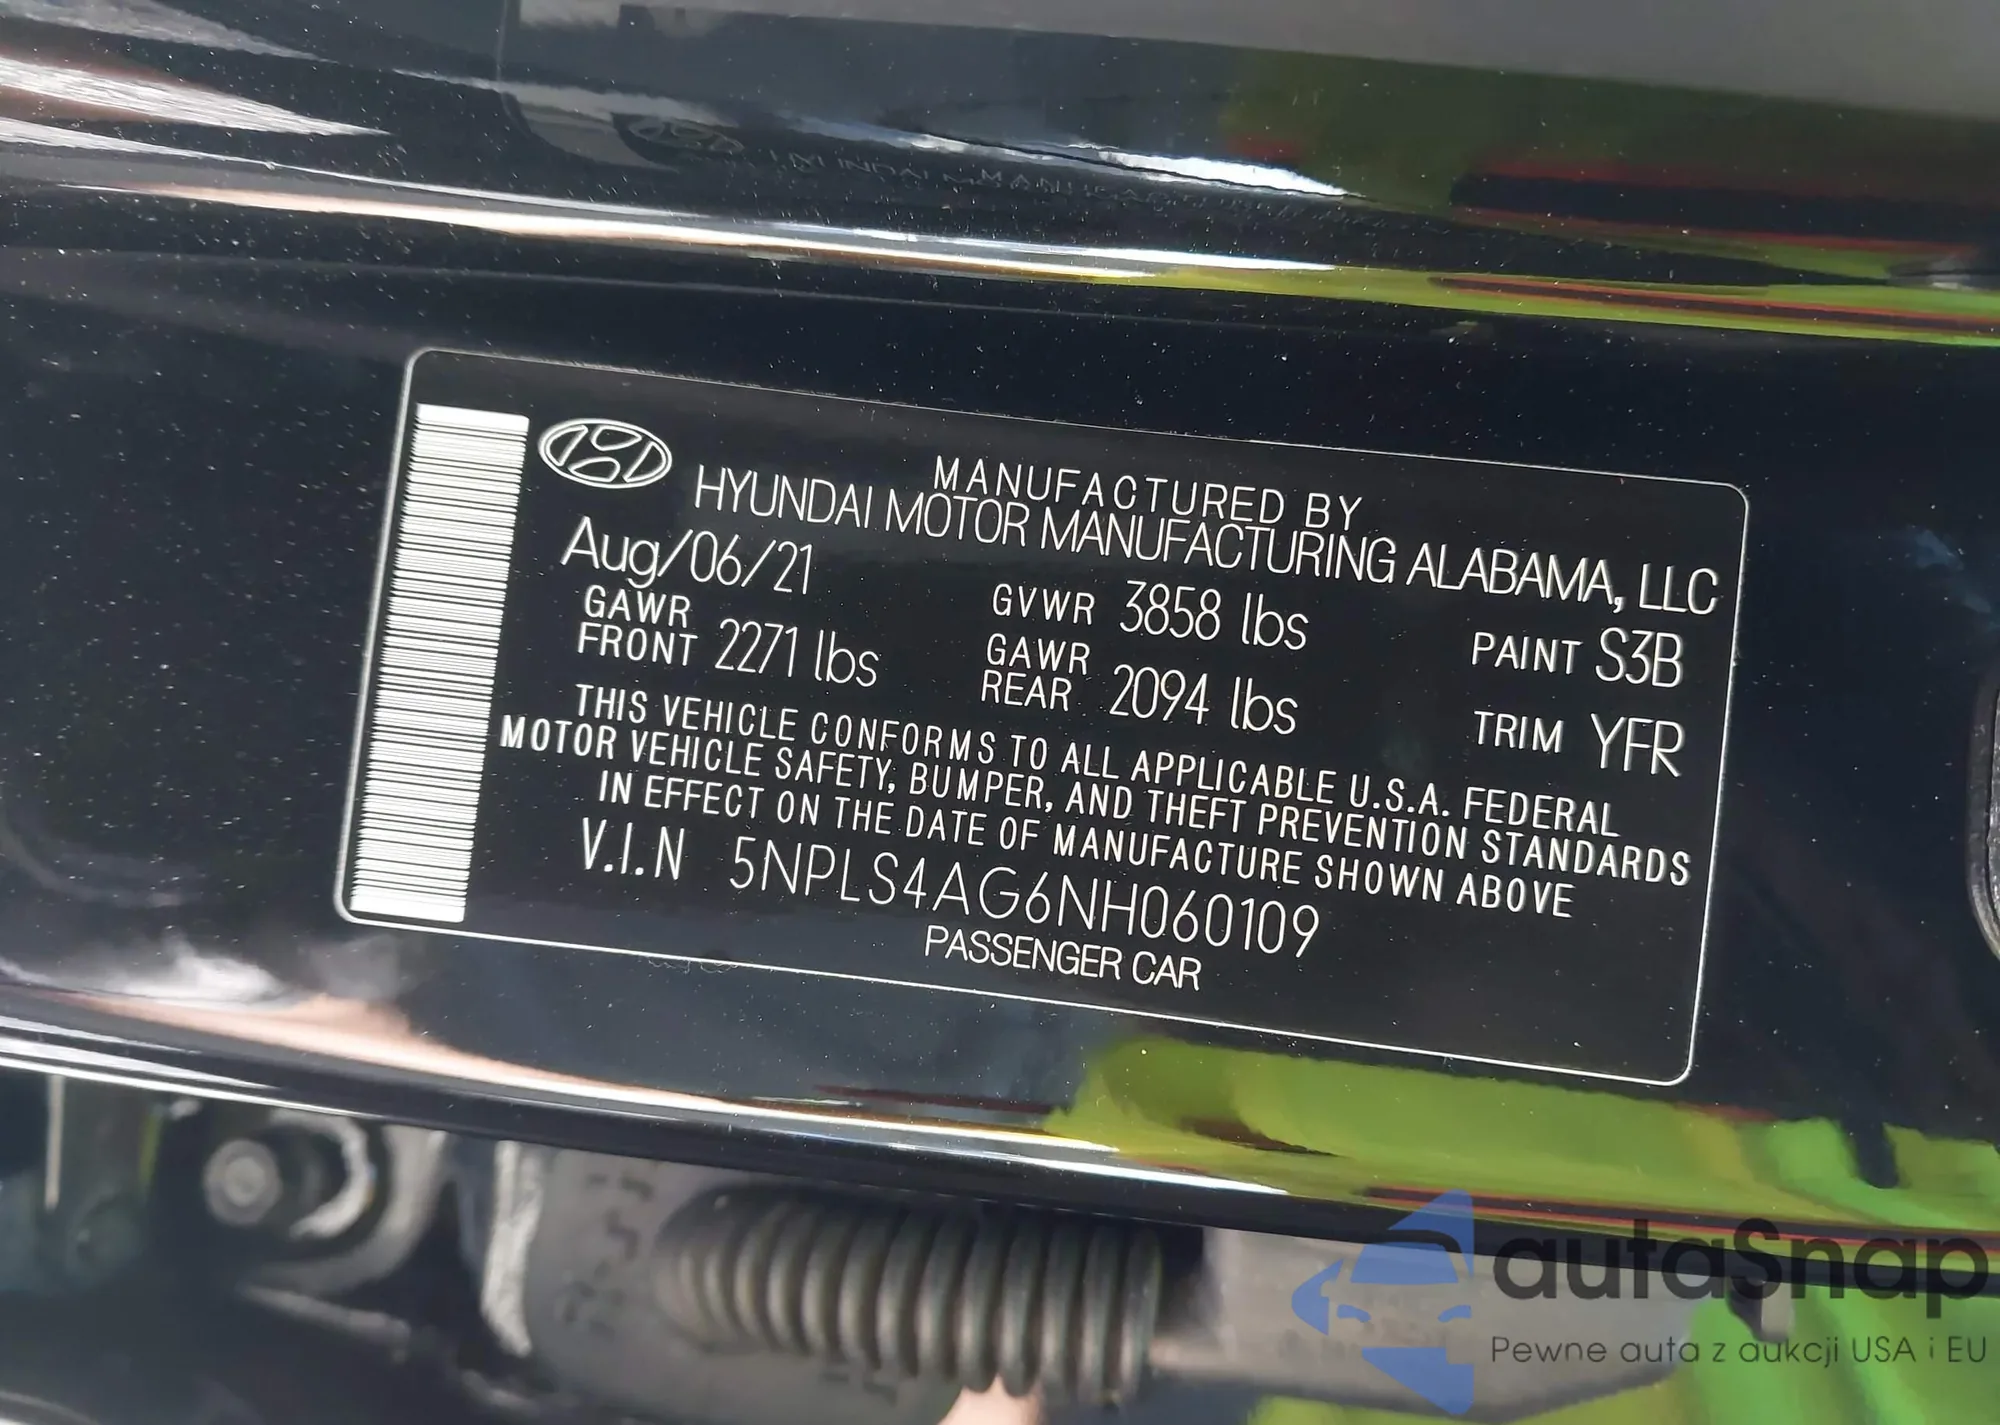 MANUFACTURED BY
HYUNDAI MOTOR MANUFACTURING ALABAMA, LLC
Aug/06/21
GVWR 3858 lbs
PAINT S3B
GAWR FRONT 2271 lbs
GAWR REAR 2094 lbs
TRIM YFR
THIS VEHICLE CONFORMS TO ALL APPLICABLE U.S.A. FEDERAL
MOTOR VEHICLE SAFETY, BUMPER, AND THEFT PREVENTION STANDARDS
IN EFFECT ON THE DATE OF MANUFACTURE SHOWN ABOVE
V.I.N 5NPLS4AG6NH060109
PASSENGER CAR
autaSnap
Pewne auta z aukcji USA i EU